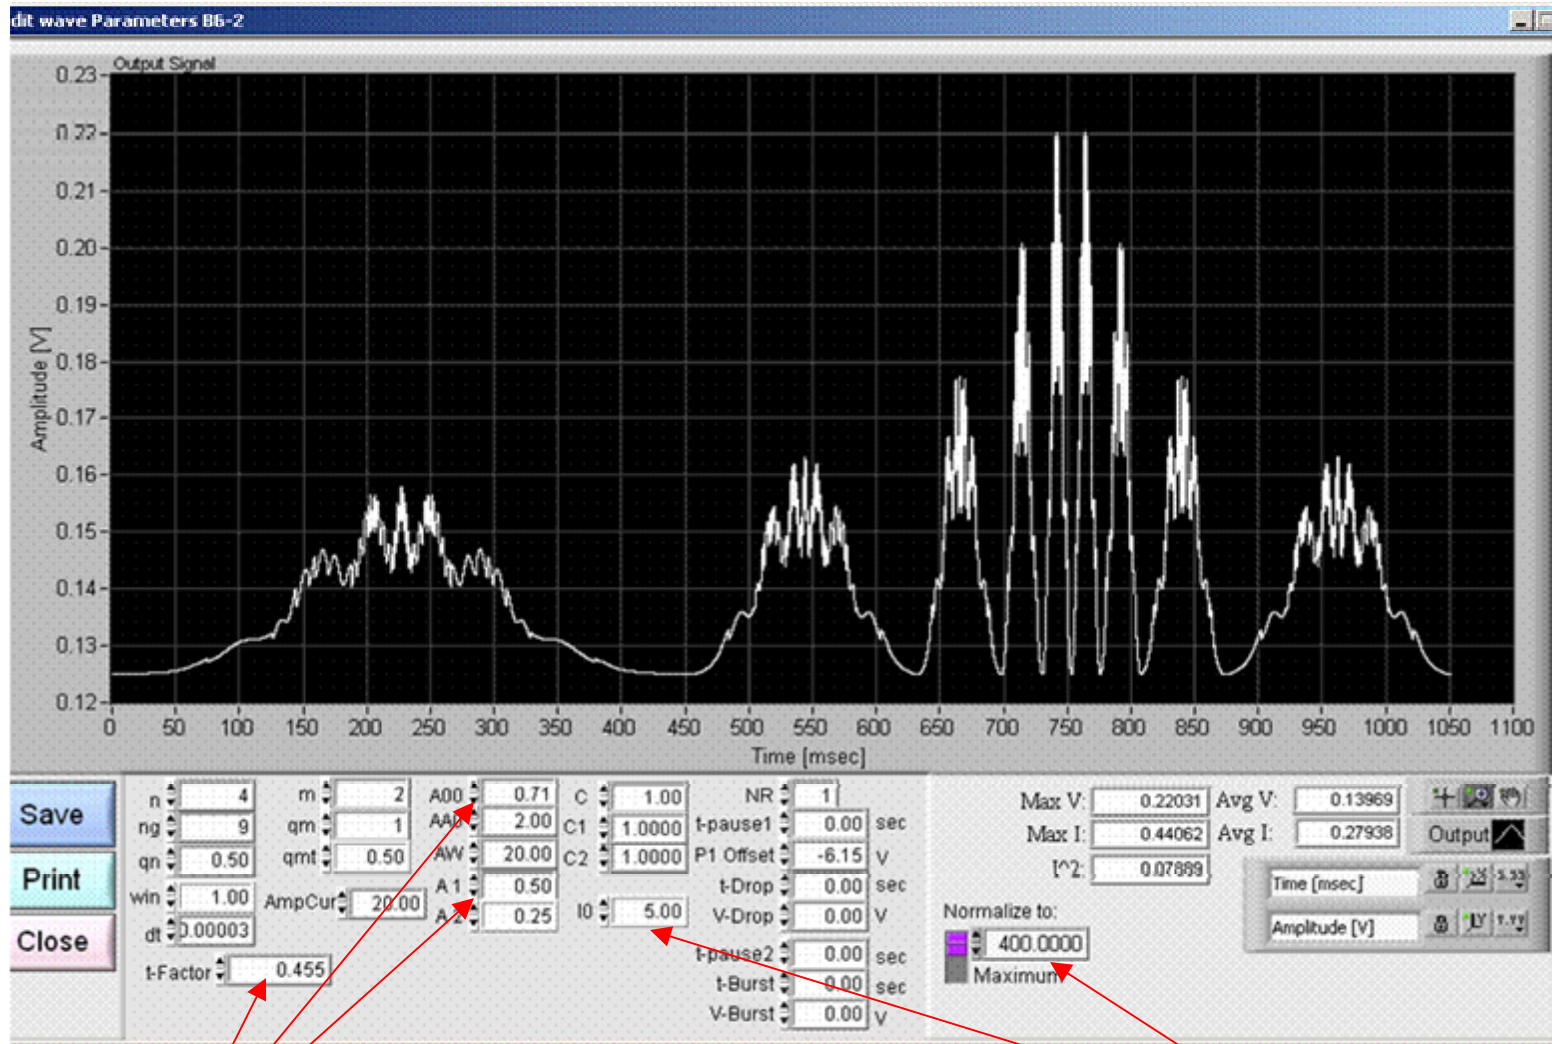 dit wave Parameters B6-2
Output Signal
0.23
0.22
0.21
0.20
0.19
0.18
0.17
0.16
0.15
0.14
0.13
0.12
Amplitude [V]
0 50 100 150 200 250 300 350 400 450 500 550 600 650 700 750 800 850 900 950 1000 1050 1100
Time [msec]
Save
Print
Close
n 4
ng 9
qn 0.50
win 1.00
dt 0.00003
t-Factor 0.455
m 2
qm 1
qmt 0.50
AmpCur 20.00
A00 0.71
AA0 2.00
AW 20.00
A1 0.50
A2 0.25
C 1.00
C1 1.0000
C2 1.0000
I0 5.00
NR 1
t-pause1 0.00 sec
P1 Offset -6.15 V
t-Drop 0.00 sec
V-Drop 0.00 V
t-pause2 0.00 sec
t-Burst 0.00 sec
V-Burst 0.00 V
Max V: 0.22031 Avg V: 0.13969
Max I: 0.44062 Avg I: 0.27938
I^2: 0.07889
Normalize to:
400.0000
Maximum
Output
Time [msec]
Amplitude [V]